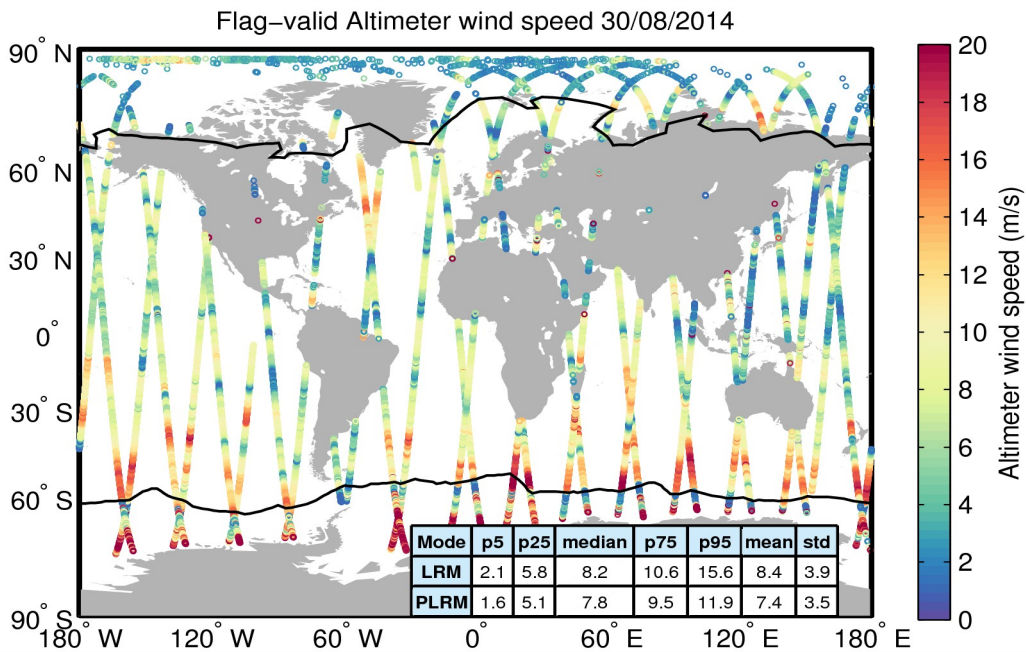 Flag−valid Altimeter wind speed 30/08/2014
90° N
60° N
30° N
0°
30° S
60° S
90° S
180° W
120° W
60° W
0°
60° E
120° E
180° E
Mode p5 p25 median p75 p95 mean std
LRM 2.1 5.8 8.2 10.6 15.6 8.4 3.9
PLRM 1.6 5.1 7.8 9.5 11.9 7.4 3.5
20
18
16
14
12
10
8
6
4
2
0
Altimeter wind speed (m/s)